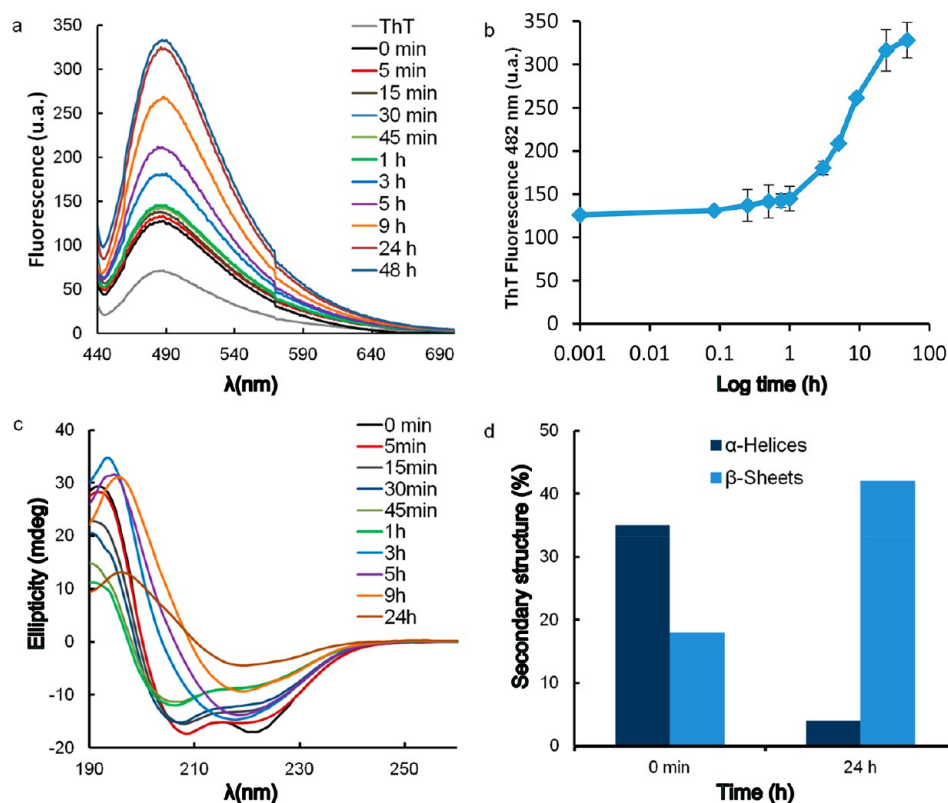 a
Fluorescence (u.a.)
350
300
250
200
150
100
50
0
440
490
540
590
640
690
λ(nm)
ThT
0 min
5 min
15 min
30 min
45 min
1 h
3 h
5 h
9 h
24 h
48 h
b
ThT Fluorescence 482 nm (u.a.)
350
300
250
200
150
100
50
0
0.001
0.01
0.1
1
10
100
Log time (h)
c
Ellipticity (mdeg)
40
30
20
10
0
-10
-20
190
210
230
250
λ(nm)
0 min
5min
15min
30min
45min
1h
3h
5h
9h
24h
d
Secondary structure (%)
50
40
30
20
10
0
α-Helices
β-Sheets
0 min
24 h
Time (h)